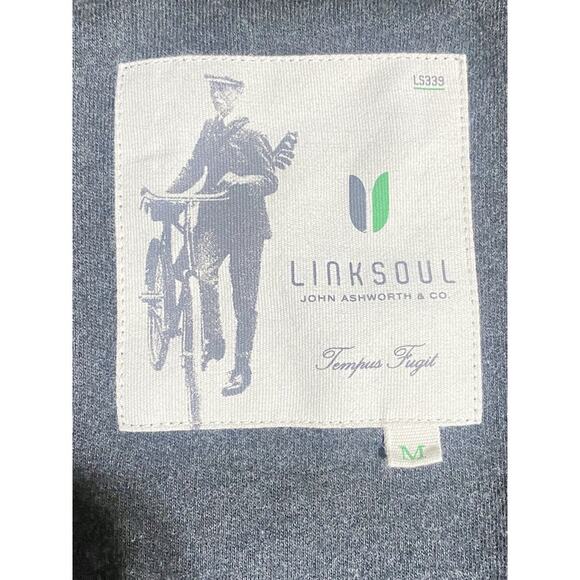 LS339
LINKSOUL
JOHN ASHWORTH & CO.
Tempus Fugit
M